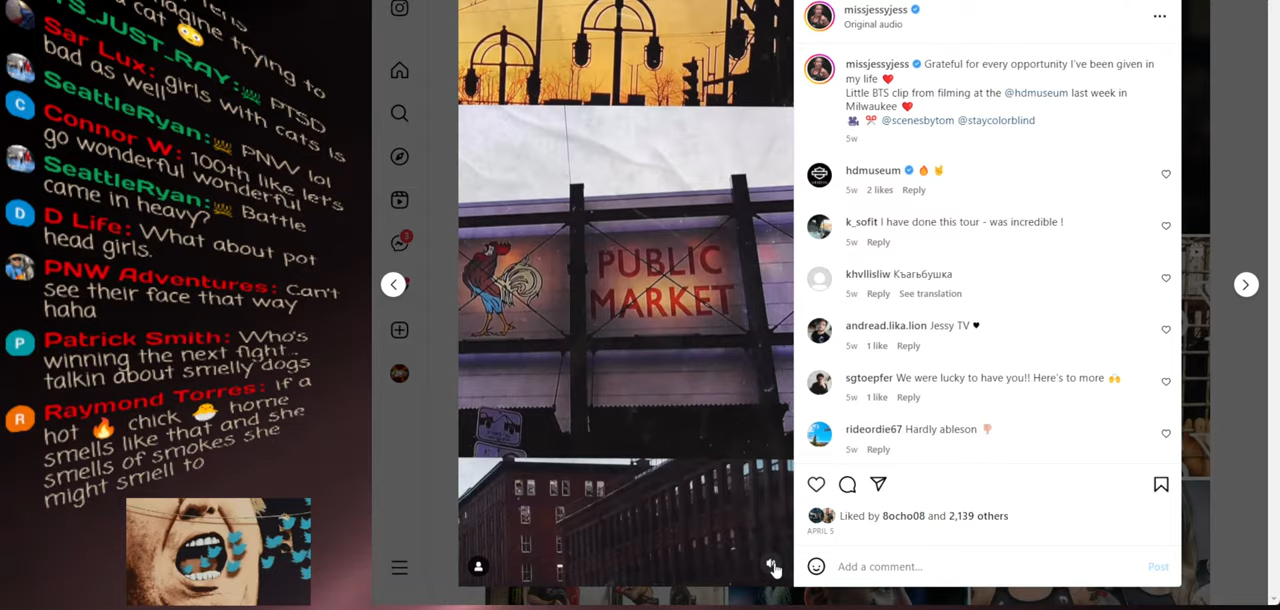 a cat 😳 imagine trying to
TS_JUST_RAY:👑 PTSD
Sar Lux: girls with cats is
bad as well
SeattleRyan:👑 PNW lol
Connor W: 100th like lets
go wonderful wonderful
SeattleRyan:👑 Battle
came in heavy?
D Life: What about pot
head girls.
PNW Adventures: Can't
see their face that way
haha
Patrick Smith: Who's
winning the next fight..
talkin about smelly dogs
Raymond Torres: if a
hot 🔥 chick 🐣 home
smells like that and she
smells of smokes she
might smell to
3
PUBLIC
MARKET
missjessyjess
Original audio
missjessyjess Grateful for every opportunity I've been given in
my life ❤️
Little BTS clip from filming at the @hdmuseum last week in
Milwaukee ❤️
🎥 ✂️ @scenesbytom @staycolorblind
5w
hdmuseum 🔥 🤘
5w 2 likes Reply
k_sofit I have done this tour - was incredible !
5w Reply
khvllisliw Къагьбушка
5w Reply See translation
andread.lika.lion Jessy TV ♥
5w 1 like Reply
sgtoepfer We were lucky to have you!! Here's to more 🙌
5w 1 like Reply
rideordie67 Hardly ableson 👎
5w Reply
Liked by 8ocho08 and 2,139 others
APRIL 5
Add a comment...
Post